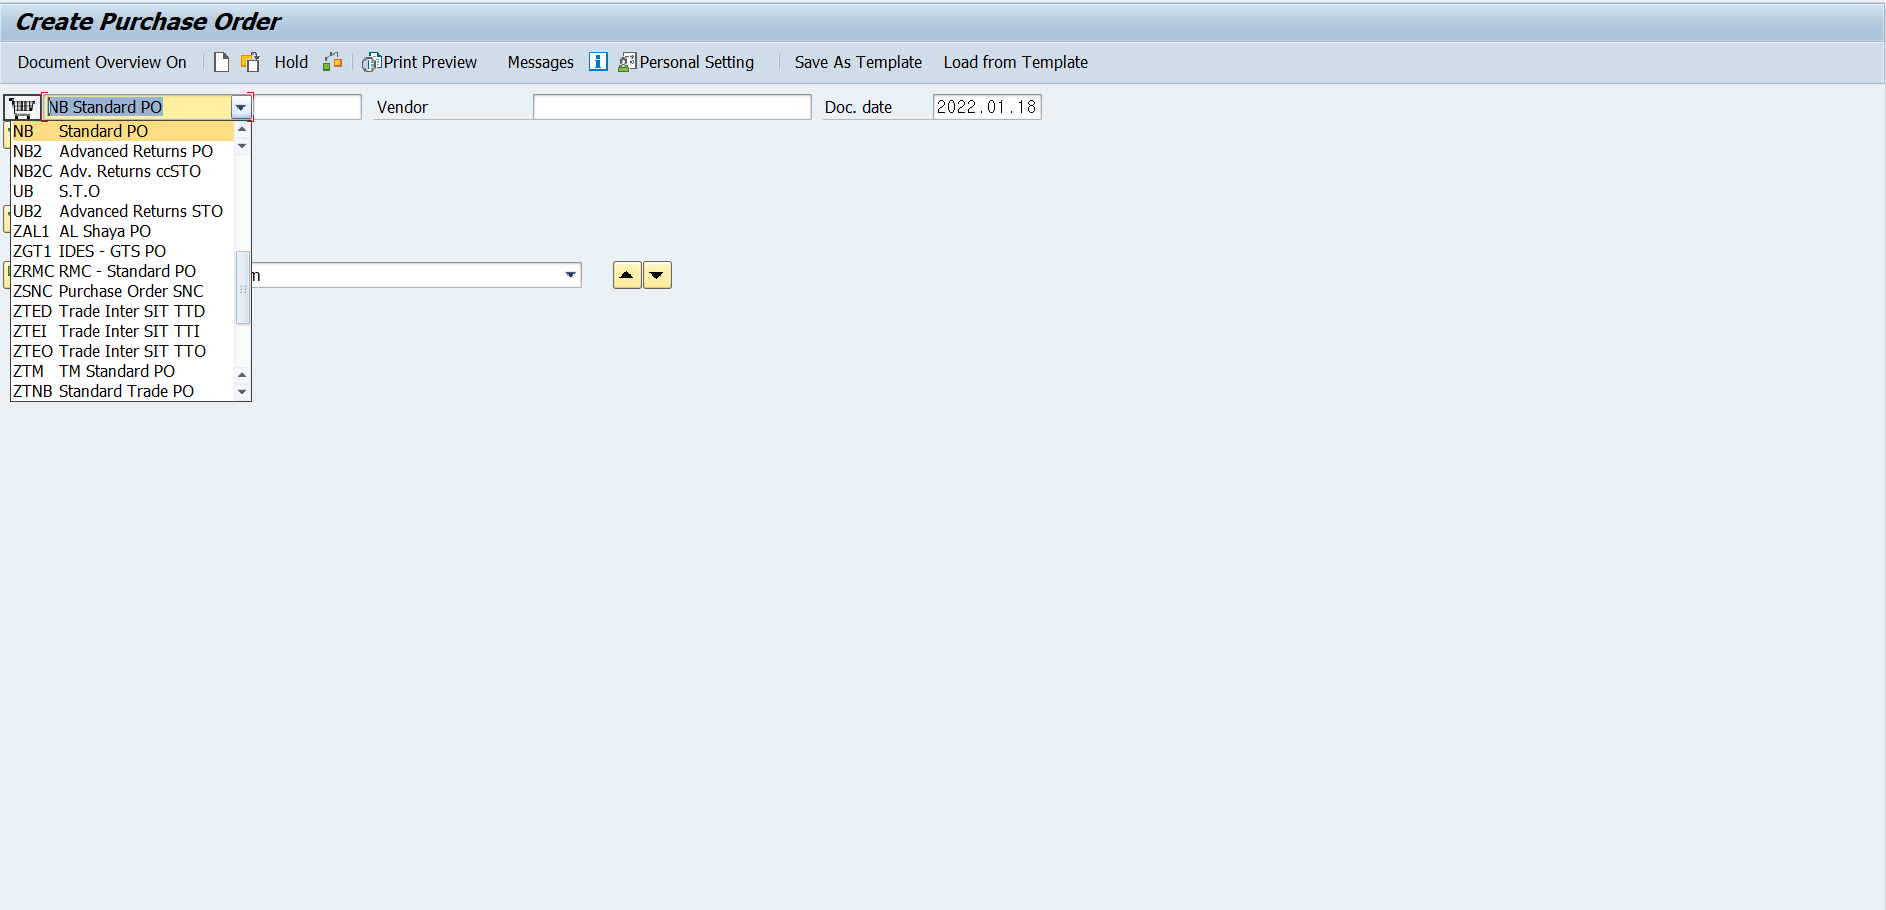 Create Purchase Order
Document Overview On Hold Print Preview Messages Personal Setting Save As Template Load from Template
NB Standard PO Vendor Doc. date 2022.01.18
NB Standard PO
NB2 Advanced Returns PO
NB2C Adv. Returns ccSTO
UB S.T.O
UB2 Advanced Returns STO
ZAL1 AL Shaya PO
ZGT1 IDES - GTS PO
ZRMC RMC - Standard PO
ZSNC Purchase Order SNC
ZTED Trade Inter SIT TTD
ZTEI Trade Inter SIT TTI
ZTEO Trade Inter SIT TTO
ZTM TM Standard PO
ZTNB Standard Trade PO